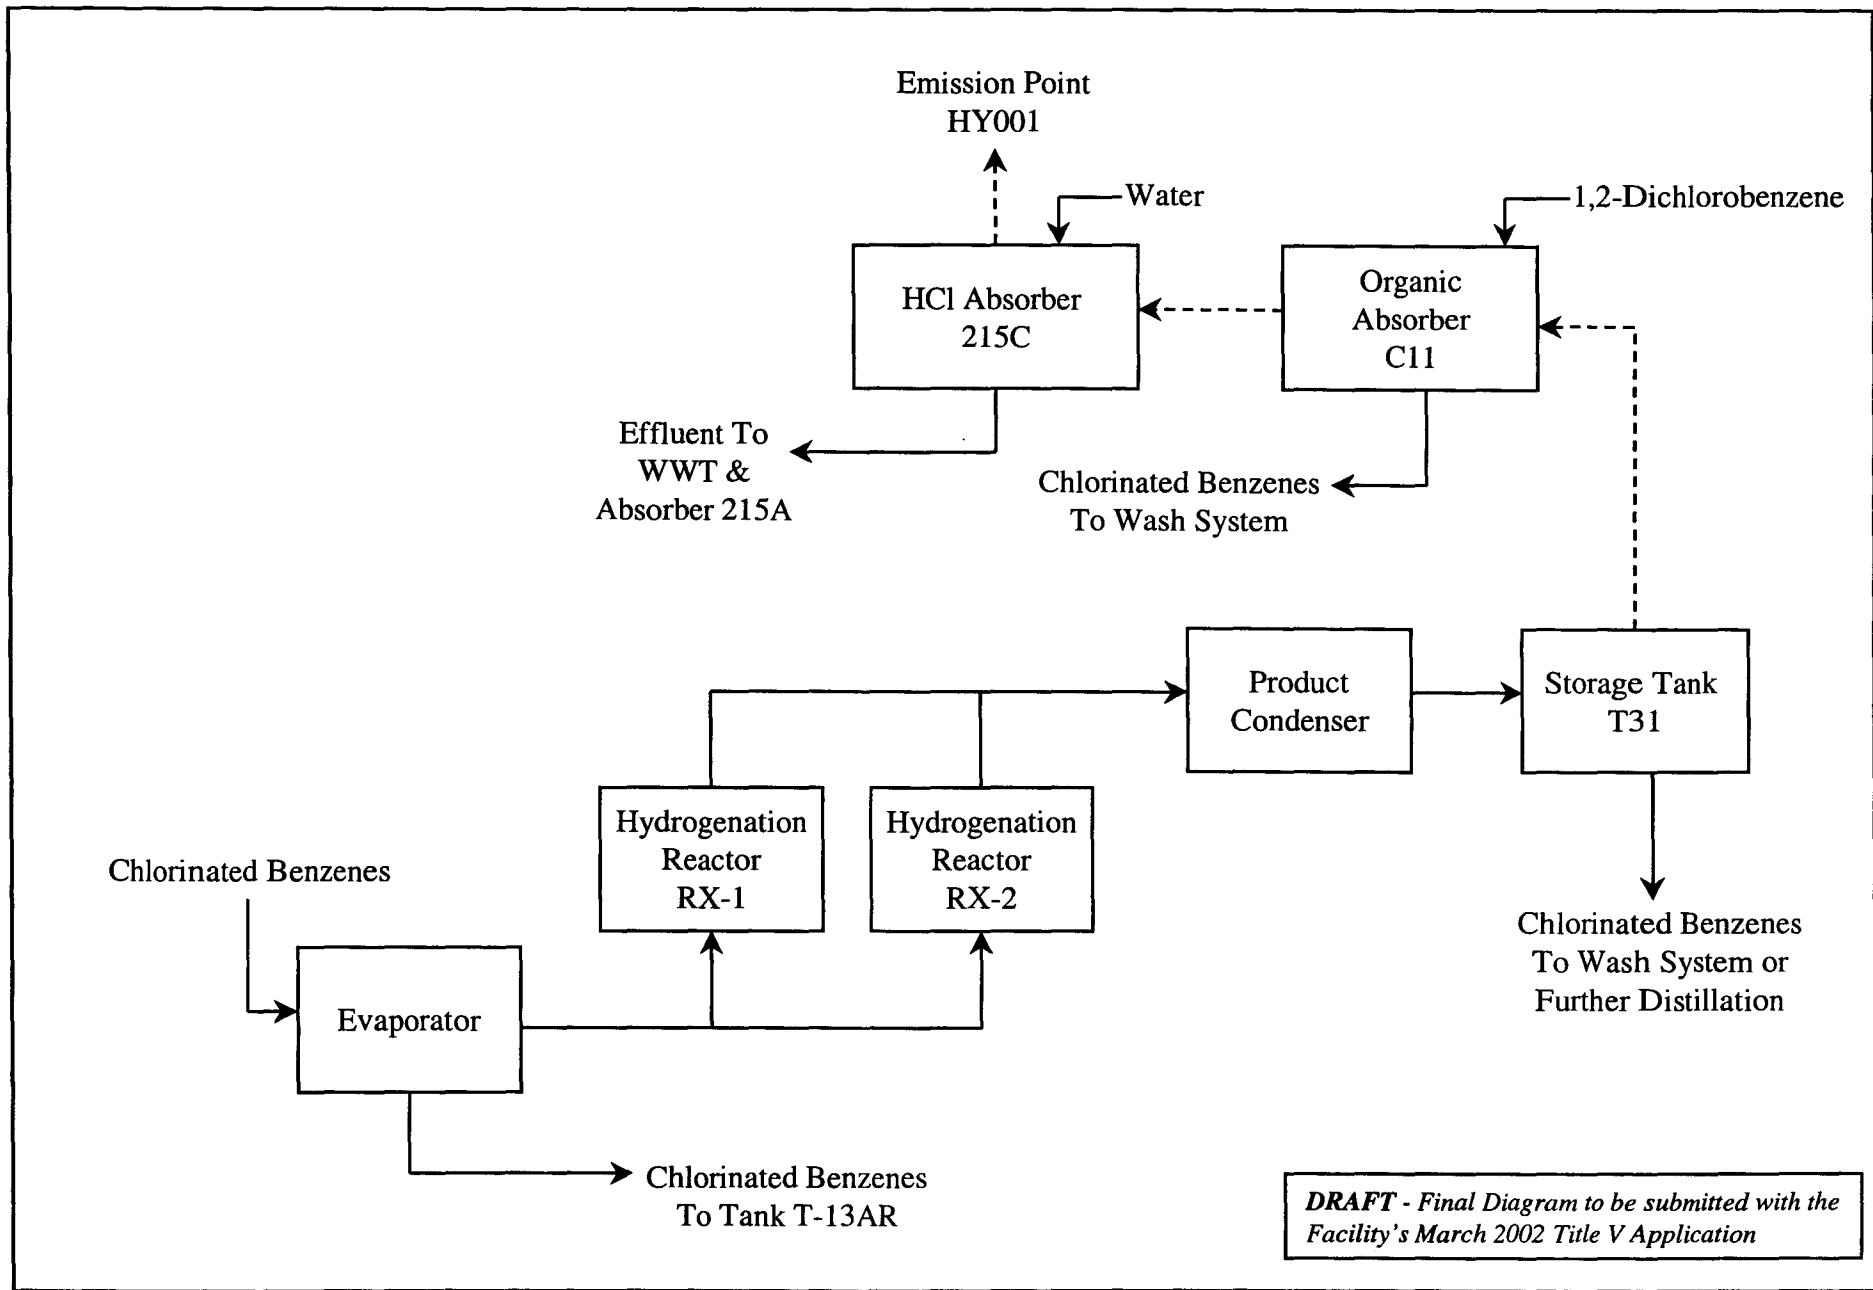 Emission Point
HY001
Water
1,2-Dichlorobenzene
HCl Absorber
215C
Organic
Absorber
C11
Effluent To
WWT &
Absorber 215A
Chlorinated Benzenes
To Wash System
Product
Condenser
Storage Tank
T31
Hydrogenation
Reactor
RX-1
Hydrogenation
Reactor
RX-2
Chlorinated Benzenes
Evaporator
Chlorinated Benzenes
To Wash System or
Further Distillation
Chlorinated Benzenes
To Tank T-13AR
DRAFT - Final Diagram to be submitted with the
Facility's March 2002 Title V Application